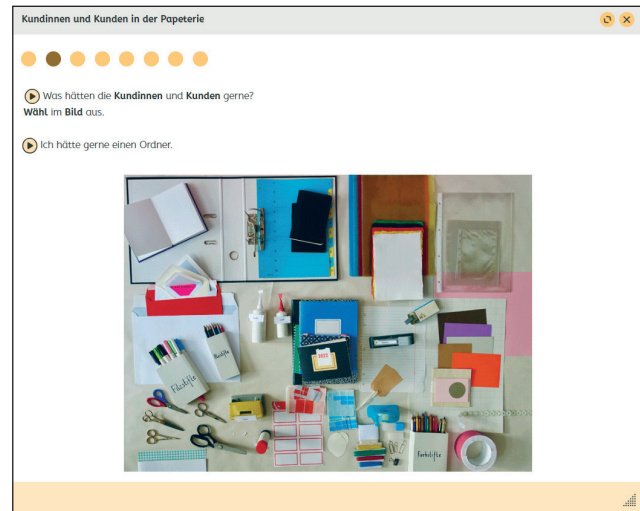 Kundinnen und Kunden in der Papeterie
Was hätten die Kundinnen und Kunden gerne?
Wähl im Bild aus.
Ich hätte gerne einen Ordner.
2022
Filzstifte
Farbstifte